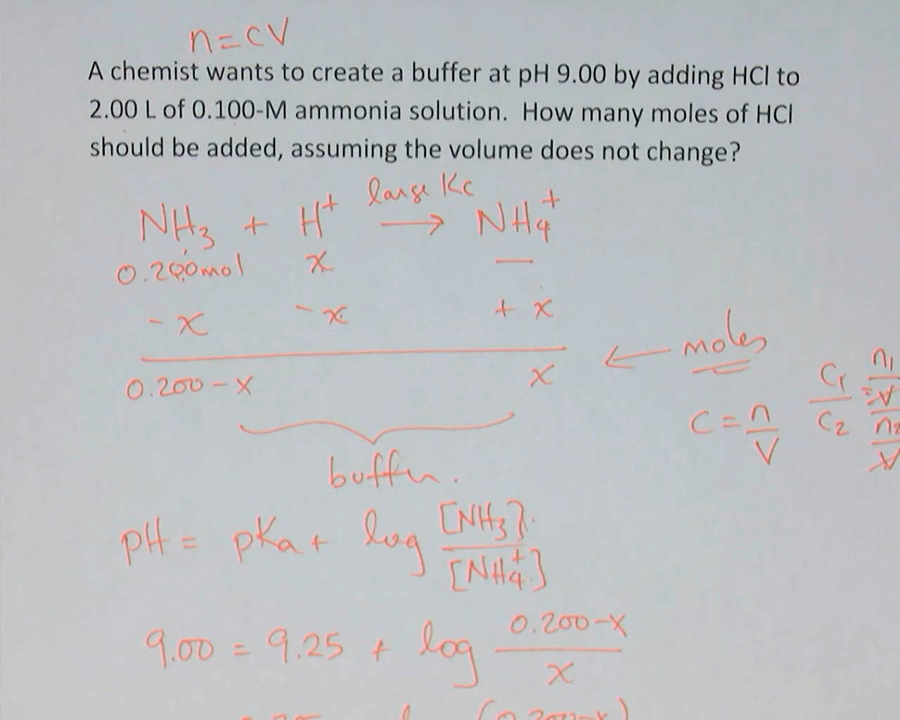 n=CV
A chemist wants to create a buffer at pH 9.00 by adding HCl to
2.00 L of 0.100-M ammonia solution. How many moles of HCl
should be added, assuming the volume does not change?
large Kc
NH3 + H+ → NH4+
0.200mol x —
-x -x + x
← moles
0.200-x x
C1/C2 = n1/V / n2/V
C = n/V
buffer.
pH = pKa + log [NH3]/[NH4+]
9.00 = 9.25 + log 0.200-x/x
(0.200-x)